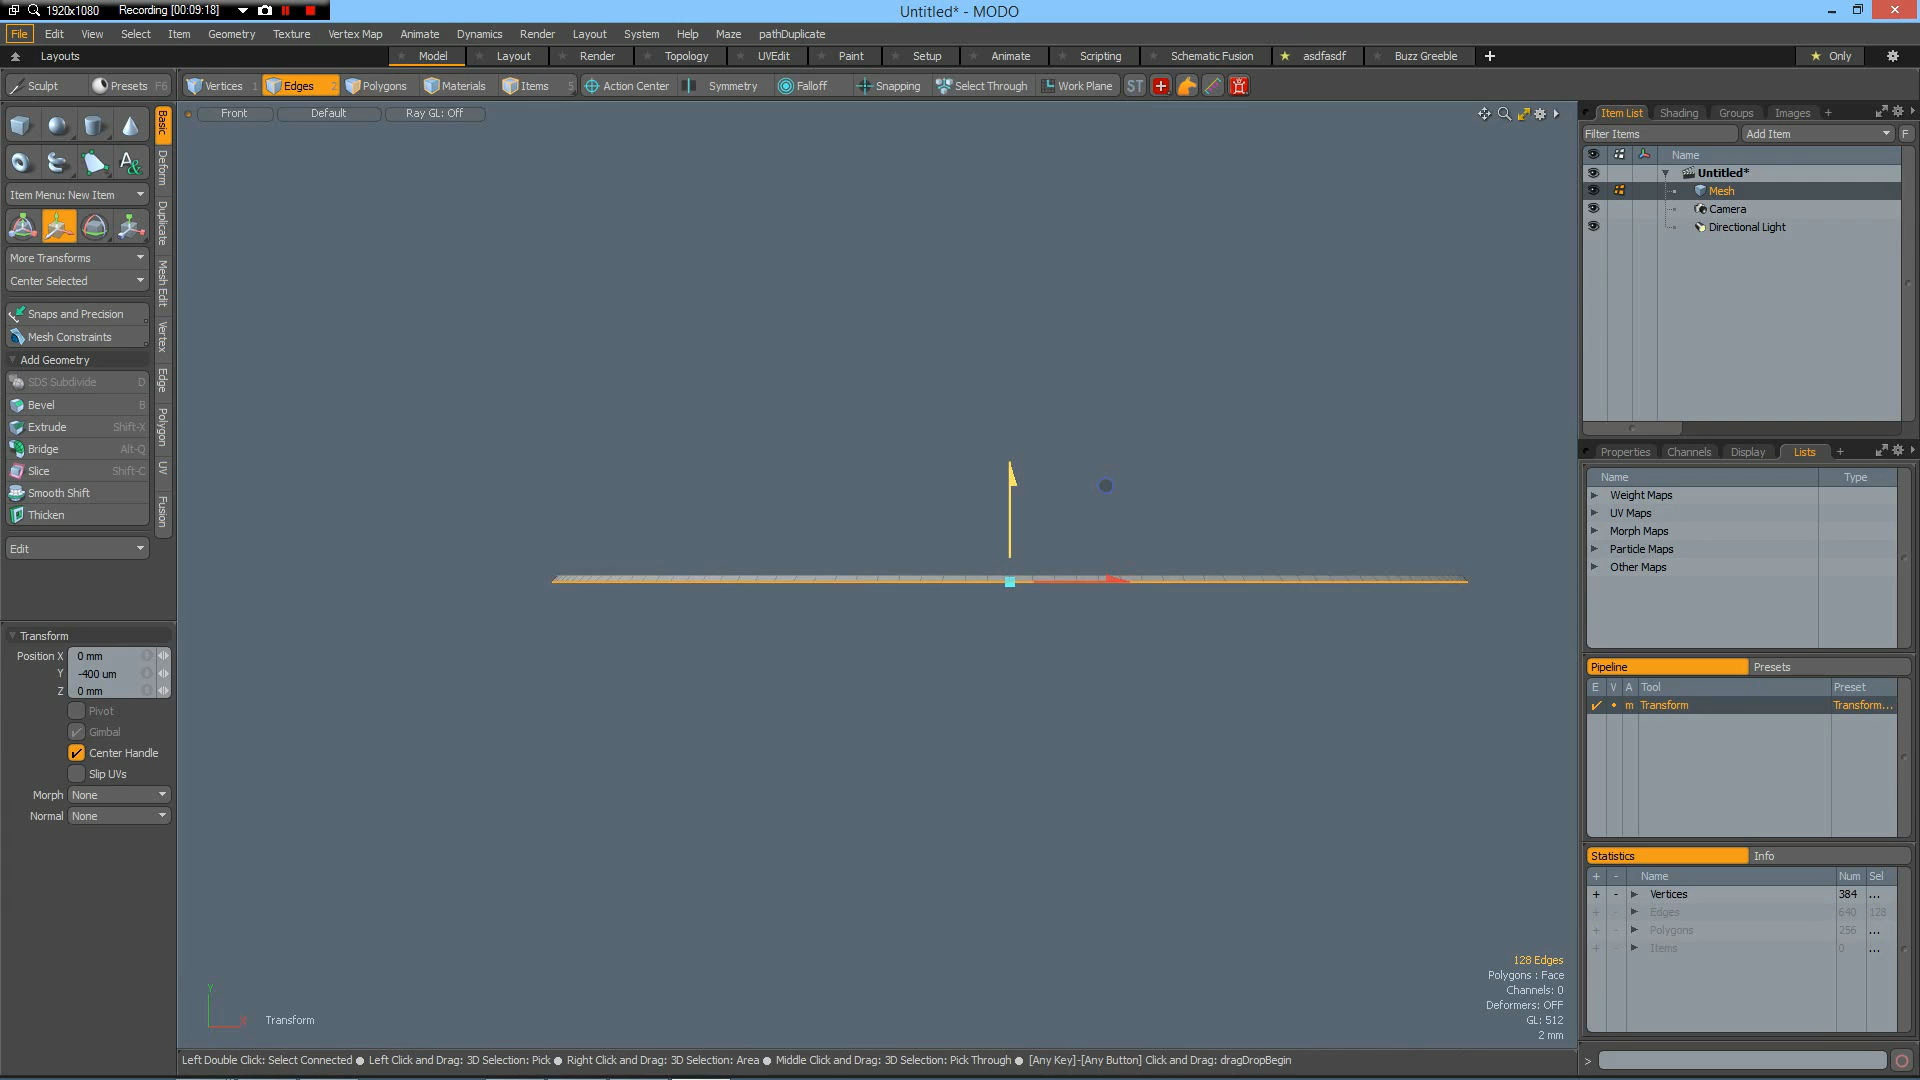 1920x1080 Recording [00:09:18]
Untitled* - MODO
File Edit View Select Item Geometry Texture Vertex Map Animate Dynamics Render Layout System Help Maze pathDuplicate
Layouts Model Layout Render Topology UVEdit Paint Setup Animate Scripting Schematic Fusion asdfasdf Buzz Greeble Only
Sculpt Presets F6 Vertices 1 Edges 2 Polygons Materials Items 5 Action Center Symmetry Falloff Snapping Select Through Work Plane ST
Front Default Ray GL: Off
Basic
Deform
Duplicate
Mesh Edit
Vertex
Edge
Polygon
UV
Fusion
Item Menu: New Item
More Transforms
Center Selected
Snaps and Precision
Mesh Constraints
Add Geometry
SDS Subdivide D
Bevel B
Extrude Shift-X
Bridge Alt-Q
Slice Shift-C
Smooth Shift
Thicken
Edit
Transform
Position X 0 mm
Y -400 um
Z 0 mm
Pivot
Gimbal
Center Handle
Slip UVs
Morph None
Normal None
Y
X
Transform
128 Edges
Polygons : Face
Channels: 0
Deformers: OFF
GL: 512
2 mm
Left Double Click: Select Connected ● Left Click and Drag: 3D Selection: Pick ● Right Click and Drag: 3D Selection: Area ● Middle Click and Drag: 3D Selection: Pick Through ● [Any Key]-[Any Button] Click and Drag: dragDropBegin
Item List Shading Groups Images +
Filter Items Add Item F
Name
Untitled*
Mesh
Camera
Directional Light
Properties Channels Display Lists +
Name Type
Weight Maps
UV Maps
Morph Maps
Particle Maps
Other Maps
Pipeline Presets
E V A Tool Preset
m Transform Transform...
Statistics Info
+ - Name Num Sel
+ - Vertices 384 ...
+ - Edges 640 128
+ - Polygons 256 ...
+ - Items 0 ...
>